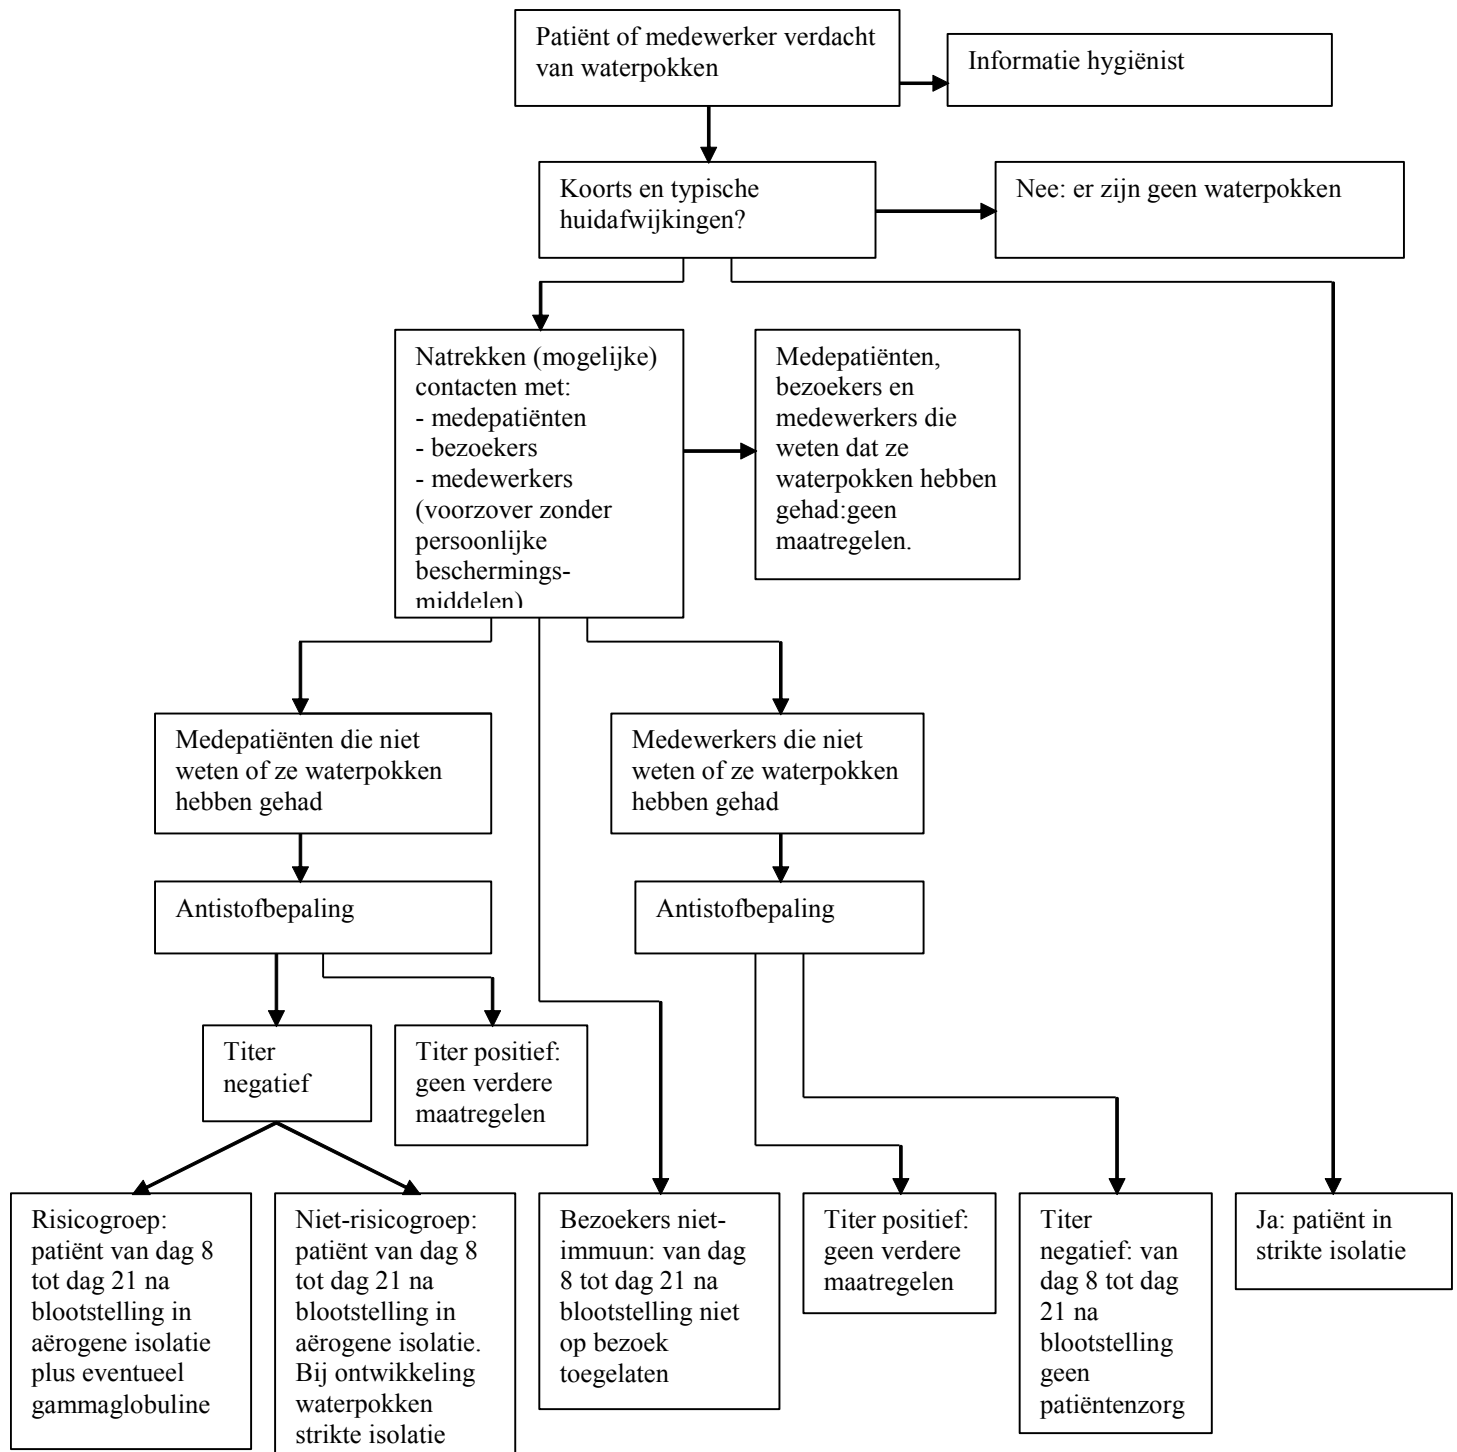 Patiënt of medewerker verdacht
van waterpokken
Informatie hygiënist
Koorts en typische
huidafwijkingen?
Nee: er zijn geen waterpokken
Natrekken (mogelijke)
contacten met:
- medepatiënten
- bezoekers
- medewerkers
(voorzover zonder
persoonlijke
beschermings-
middelen)
Medepatiënten,
bezoekers en
medewerkers die
weten dat ze
waterpokken hebben
gehad:geen
maatregelen.
Medepatiënten die niet
weten of ze waterpokken
hebben gehad
Medewerkers die niet
weten of ze waterpokken
hebben gehad
Antistofbepaling
Antistofbepaling
Titer
negatief
Titer positief:
geen verdere
maatregelen
Risicogroep:
patiënt van dag 8
tot dag 21 na
blootstelling in
aërogene isolatie
plus eventueel
gammaglobuline
Niet-risicogroep:
patiënt van dag 8
tot dag 21 na
blootstelling in
aërogene isolatie.
Bij ontwikkeling
waterpokken
strikte isolatie
Bezoekers niet-
immuun: van dag
8 tot dag 21 na
blootstelling niet
op bezoek
toegelaten
Titer positief:
geen verdere
maatregelen
Titer
negatief: van
dag 8 tot dag
21 na
blootstelling
geen
patiëntenzorg
Ja: patiënt in
strikte isolatie